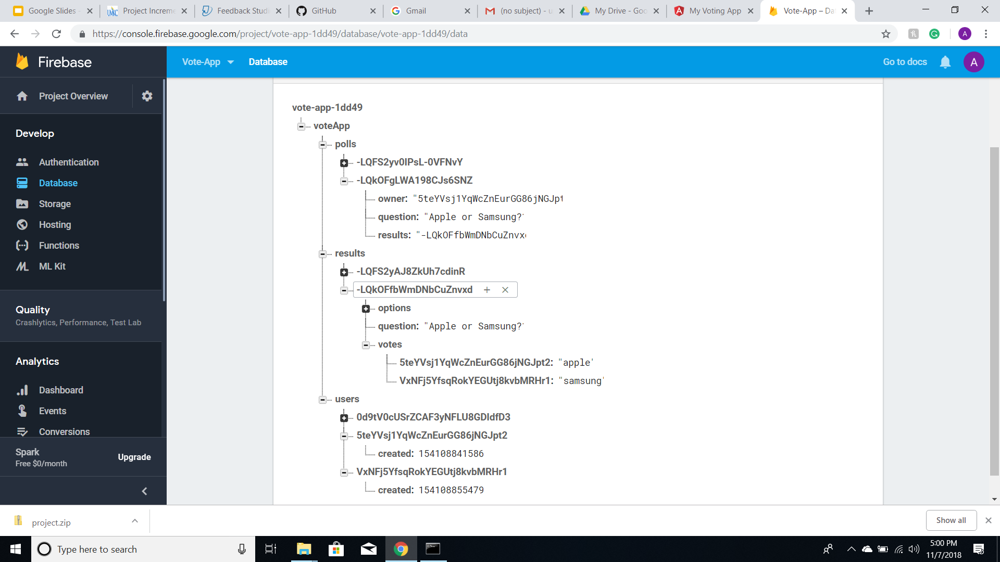 Google Slides
Project Increme
Feedback Studi
GitHub
Gmail
(no subject) - u
My Drive - Goo
My Voting App
Vote-App – Da
https://console.firebase.google.com/project/vote-app-1dd49/database/vote-app-1dd49/data
A
Firebase
Vote-App
Database
Go to docs
A
Project Overview
Develop
Authentication
Database
Storage
Hosting
Functions
ML Kit
Quality
Crashlytics, Performance, Test Lab
Analytics
Dashboard
Events
Conversions
Spark
Free $0/month
Upgrade
vote-app-1dd49
voteApp
polls
-LQFS2yv0IPsL-0VFNvY
-LQkOFgLWA198CJs6SNZ
owner: "5teYVsj1YqWcZnEurGG86jNGJpt
question: "Apple or Samsung?"
results: "-LQkOFfbWmDNbCuZnvx
results
-LQFS2yAJ8ZkUh7cdinR
-LQkOFfbWmDNbCuZnvxd
options
question: "Apple or Samsung?"
votes
5teYVsj1YqWcZnEurGG86jNGJpt2: "apple"
VxNFj5YfsqRokYEGUtj8kvbMRHr1: "samsung"
users
0d9tV0cUSrZCAF3yNFLU8GDIdfD3
5teYVsj1YqWcZnEurGG86jNGJpt2
created: 154108841586
VxNFj5YfsqRokYEGUtj8kvbMRHr1
created: 154108855479
project.zip
Show all
Type here to search
5:00 PM
11/7/2018